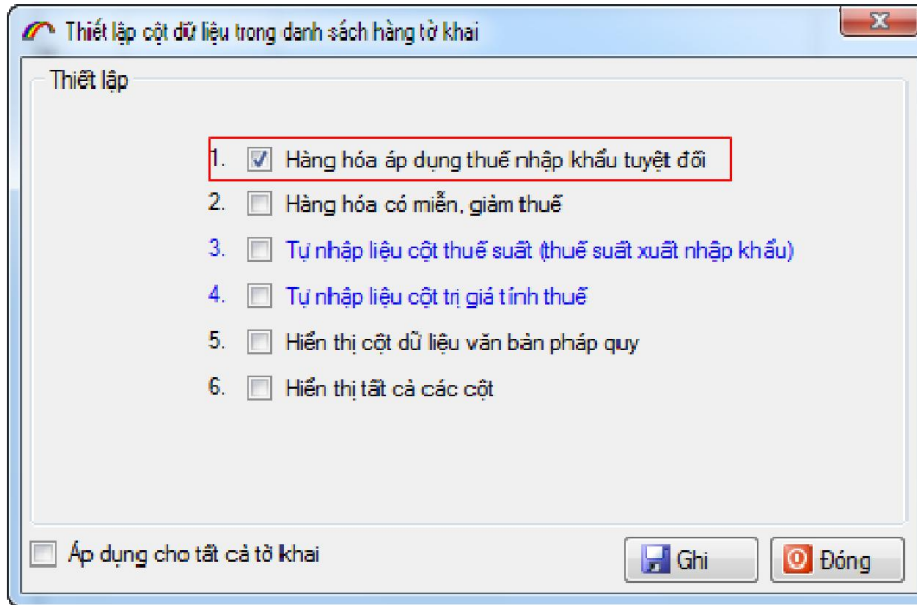 Thiết lập cột dữ liệu trong danh sách hàng tờ khai
Thiết lập
1. Hàng hóa áp dụng thuế nhập khẩu tuyệt đối
2. Hàng hóa có miễn, giảm thuế
3. Tự nhập liệu cột thuế suất (thuế suất xuất nhập khẩu)
4. Tự nhập liệu cột trị giá tính thuế
5. Hiển thị cột dữ liệu văn bản pháp quy
6. Hiển thị tất cả các cột
Áp dụng cho tất cả tờ khai
Ghi
Đóng